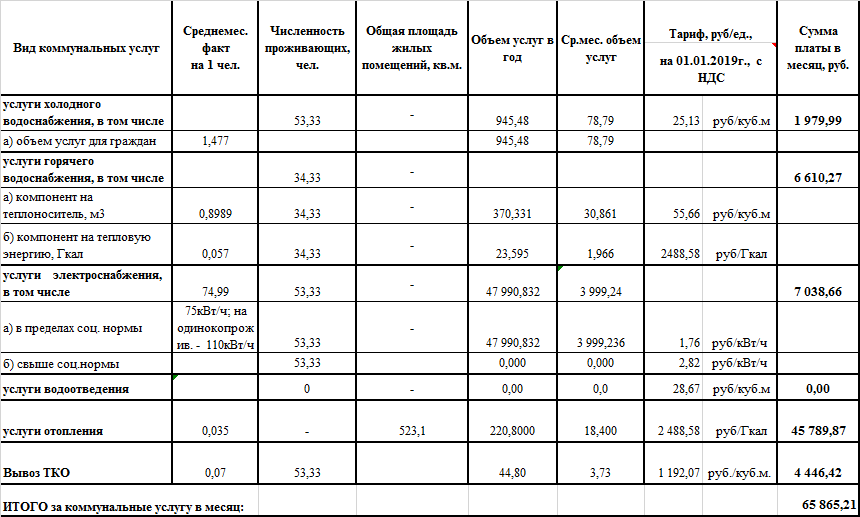 Вид коммунальных услуг
Среднемес.
факт
на 1 чел.
Численность
проживающих,
чел.
Общая площадь
жилых
помещений, кв.м.
Объем услуг в
год
Ср.мес. объем
услуг
Тариф, руб/ед.,
на 01.01.2019г., с
НДС
Сумма
платы в
месяц, руб.
услуги холодного
водоснабжения, в том числе
53,33
-
945,48
78,79
25,13
руб/куб.м
1 979,99
а) объем услуг для граждан
1,477
945,48
78,79
услуги горячего
водоснабжения, в том числе
34,33
-
6 610,27
а) компонент на
теплоноситель, м3
0,8989
34,33
-
370,331
30,861
55,66
руб/куб.м
б) компонент на тепловую
энергию, Гкал
0,057
34,33
-
23,595
1,966
2488,58
руб/Гкал
услуги электроснабжения,
в том числе
74,99
53,33
-
47 990,832
3 999,24
7 038,66
а) в пределах соц. нормы
75кВт/ч; на
одинокопрож
ив. - 110кВт/ч
53,33
-
47 990,832
3 999,236
1,76
руб/кВт/ч
б) свыше соц.нормы
53,33
0,000
0,000
2,82
руб/кВт/ч
услуги водоотведения
0
-
0,00
0,0
28,67
руб/куб.м
0,00
услуги отопления
0,035
-
523,1
220,8000
18,400
2 488,58
руб/Гкал
45 789,87
Вывоз ТКО
0,07
53,33
44,80
3,73
1 192,07
руб./куб.м.
4 446,42
ИТОГО за коммунальные услугу в месяц:
65 865,21